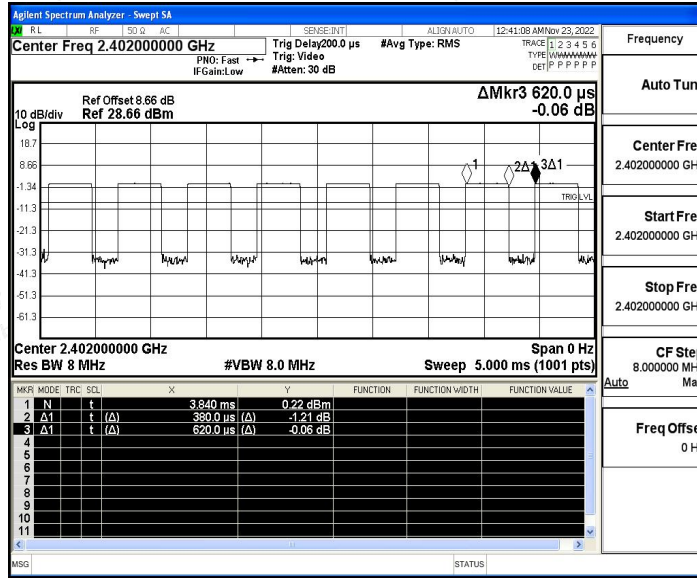 Agilent Spectrum Analyzer - Swept SA
LXI RL RF 50 Ω AC SENSE:INT ALIGN AUTO 12:41:08 AM Nov 23, 2022
Center Freq 2.402000000 GHz
PNO: Fast
IFGain:Low
Trig Delay200.0 µs
Trig: Video
#Atten: 30 dB
#Avg Type: RMS
TRACE 1 2 3 4 5 6
TYPE WWWWWW
DET P P P P P P
Ref Offset 8.66 dB
10 dB/div Ref 28.66 dBm
Log
ΔMkr3 620.0 µs
-0.06 dB
18.7
8.66
-1.34
-11.3
-21.3
-31.3
-41.3
-51.3
-61.3
1 2Δ1 3Δ1
TRIG LVL
Center 2.402000000 GHz Span 0 Hz
Res BW 8 MHz #VBW 8.0 MHz Sweep 5.000 ms (1001 pts)
MKR MODE TRC SCL X Y FUNCTION FUNCTION WIDTH FUNCTION VALUE
1 N t 3.840 ms 0.22 dBm
2 Δ1 t (Δ) 380.0 µs (Δ) -1.21 dB
3 Δ1 t (Δ) 620.0 µs (Δ) -0.06 dB
4
5
6
7
8
9
10
11
MSG STATUS
Frequency
Auto Tun
Center Fre
2.402000000 GH
Start Fre
2.402000000 GH
Stop Fre
2.402000000 GH
CF Ste
8.000000 MH
Auto Ma
Freq Offse
0 H